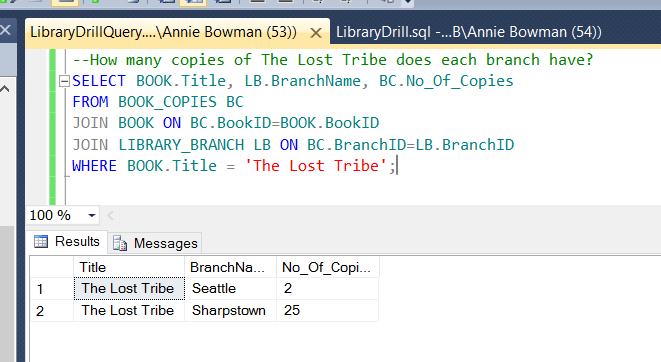 LibraryDrillQuery....\Annie Bowman (53)) LibraryDrill.sql -...B\Annie Bowman (54))
--How many copies of The Lost Tribe does each branch have?
SELECT BOOK.Title, LB.BranchName, BC.No_Of_Copies
FROM BOOK_COPIES BC
JOIN BOOK ON BC.BookID=BOOK.BookID
JOIN LIBRARY_BRANCH LB ON BC.BranchID=LB.BranchID
WHERE BOOK.Title = 'The Lost Tribe';
100 %
Results Messages
Title BranchNa... No_Of_Copi...
1 The Lost Tribe Seattle 2
2 The Lost Tribe Sharpstown 25